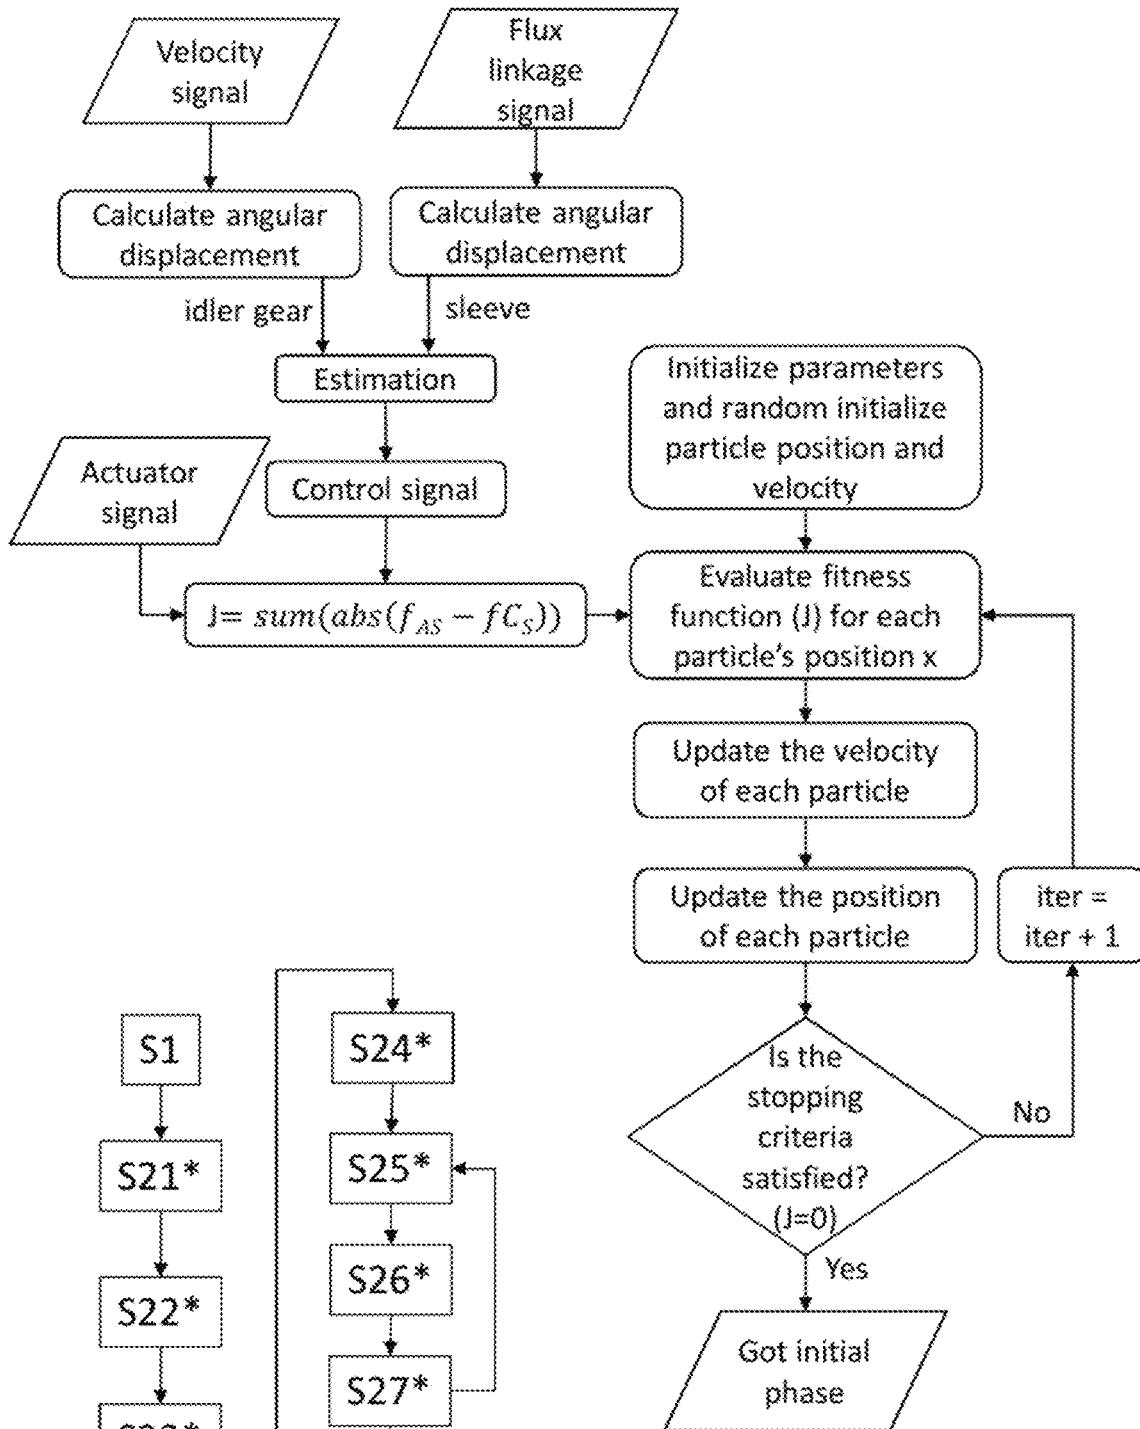 Velocity
signal
Flux
linkage
signal
Calculate angular
displacement
Calculate angular
displacement
idler gear
sleeve
Estimation
Initialize parameters
and random initialize
particle position and
velocity
Actuator
signal
Control signal
J= sum(abs(f_AS − fC_S))
Evaluate fitness
function (J) for each
particle's position x
Update the velocity
of each particle
Update the position
of each particle
iter =
iter + 1
Is the
stopping
criteria
satisfied?
(J=0)
No
Yes
Got initial
phase
S1
S21*
S22*
S24*
S25*
S26*
S27*